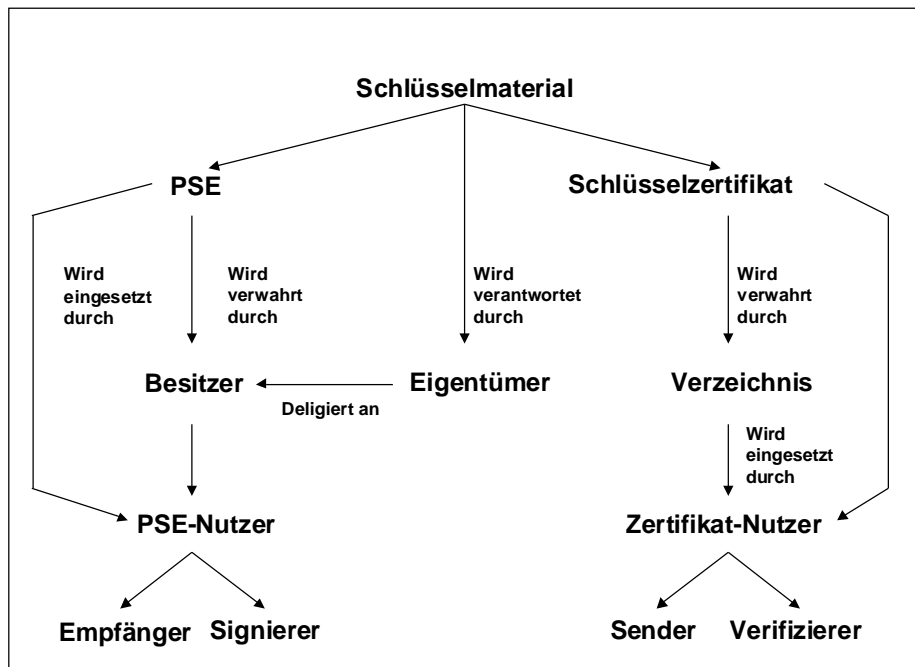 Schlüsselmaterial
PSE
Schlüsselzertifikat
Wird
eingesetzt
durch
Wird
verwahrt
durch
Wird
verantwortet
durch
Wird
verwahrt
durch
Besitzer
Eigentümer
Verzeichnis
Deligiert an
Wird
eingesetzt
durch
PSE-Nutzer
Zertifikat-Nutzer
Empfänger
Signierer
Sender
Verifizierer